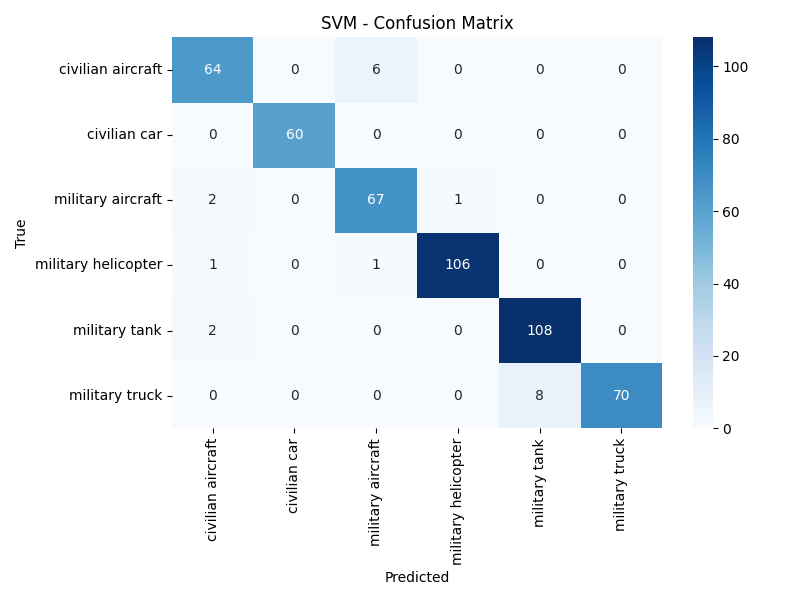 SVM - Confusion Matrix
civilian aircraft 64 0 6 0 0 0
civilian car 0 60 0 0 0 0
military aircraft 2 0 67 1 0 0
military helicopter 1 0 1 106 0 0
military tank 2 0 0 0 108 0
military truck 0 0 0 0 8 70
True
civilian aircraft
civilian car
military aircraft
military helicopter
military tank
military truck
Predicted
100
80
60
40
20
0